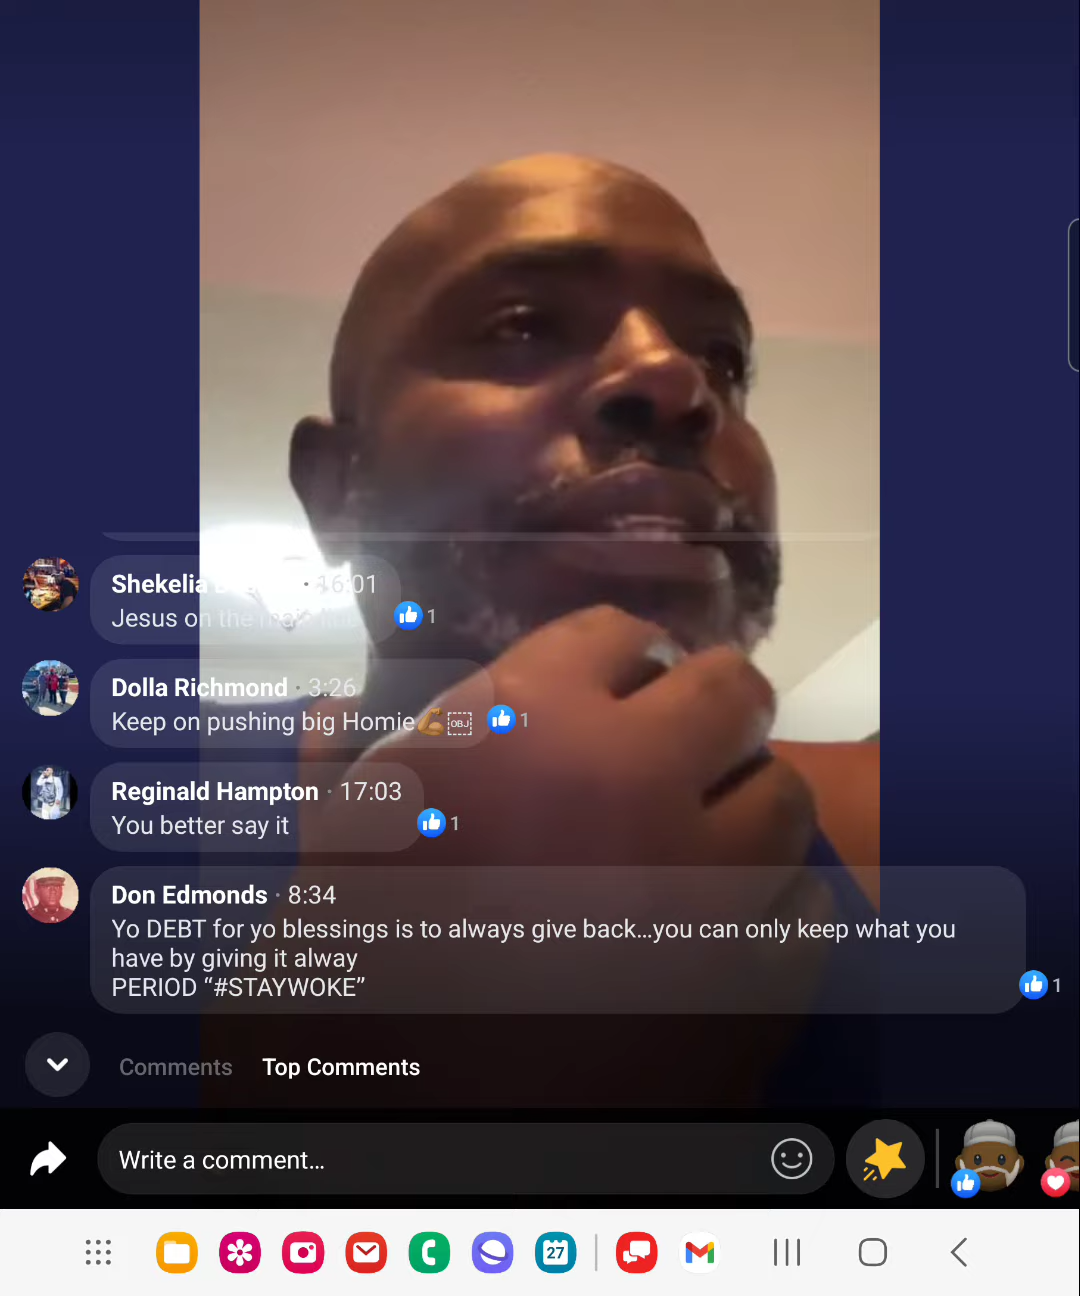 Shekelia · 16:01
Jesus on the main line
1
Dolla Richmond · 3:26
Keep on pushing big Homie💪🏾OBJ
1
Reginald Hampton · 17:03
You better say it
1
Don Edmonds · 8:34
Yo DEBT for yo blessings is to always give back...you can only keep what you
have by giving it alway
PERIOD “#STAYWOKE”
1
Comments Top Comments
Write a comment...
27